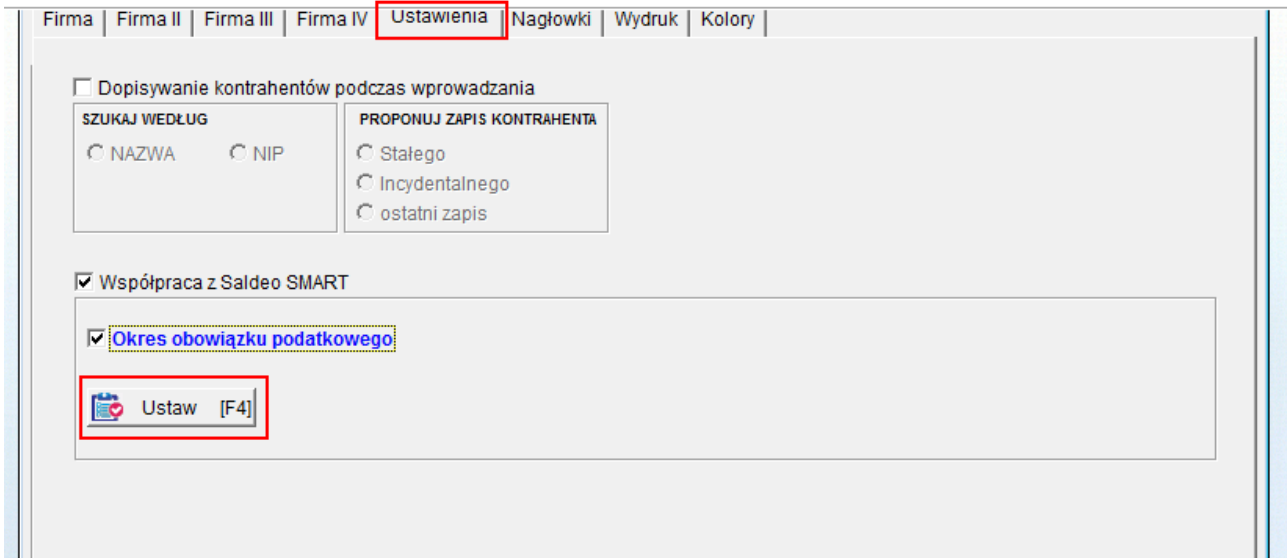 Firma Firma II Firma III Firma IV Ustawienia Nagłowki Wydruk Kolory
Dopisywanie kontrahentów podczas wprowadzania
SZUKAJ WEDŁUG PROPONUJ ZAPIS KONTRAHENTA
NAZWA NIP Stałego
Incydentalnego
ostatni zapis
Współpraca z Saldeo SMART
Okres obowiązku podatkowego
Ustaw [F4]